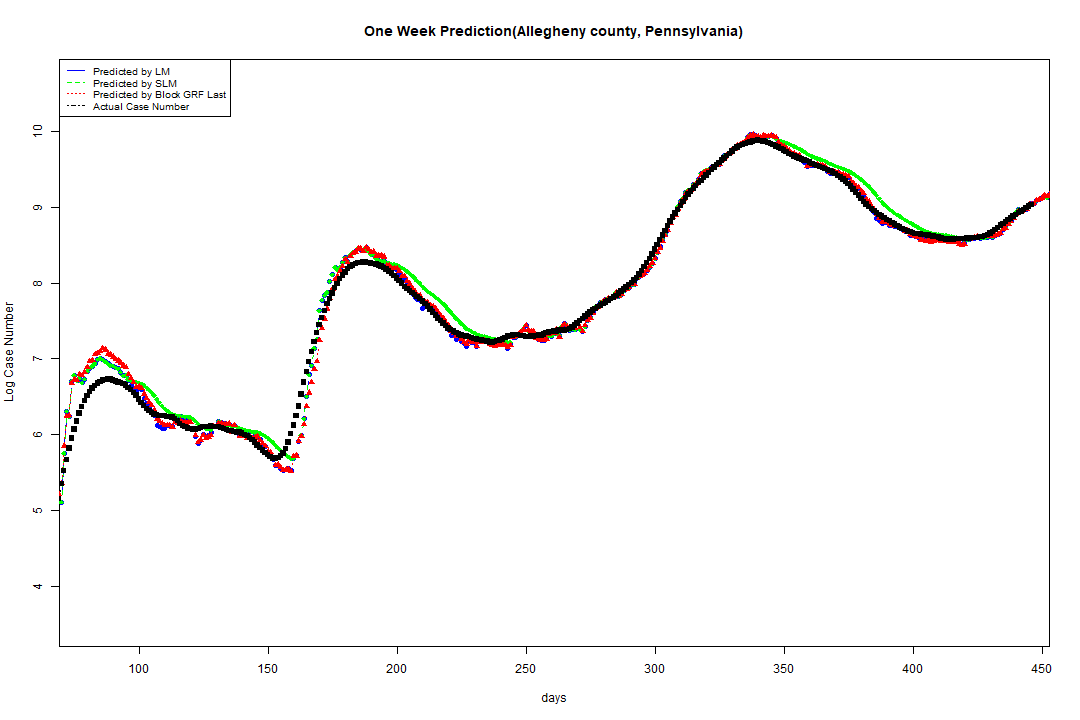 One Week Prediction(Allegheny county, Pennsylvania)
Predicted by LM
Predicted by SLM
Predicted by Block GRF Last
Actual Case Number
10
9
8
7
6
5
4
Log Case Number
100 150 200 250 300 350 400 450
days